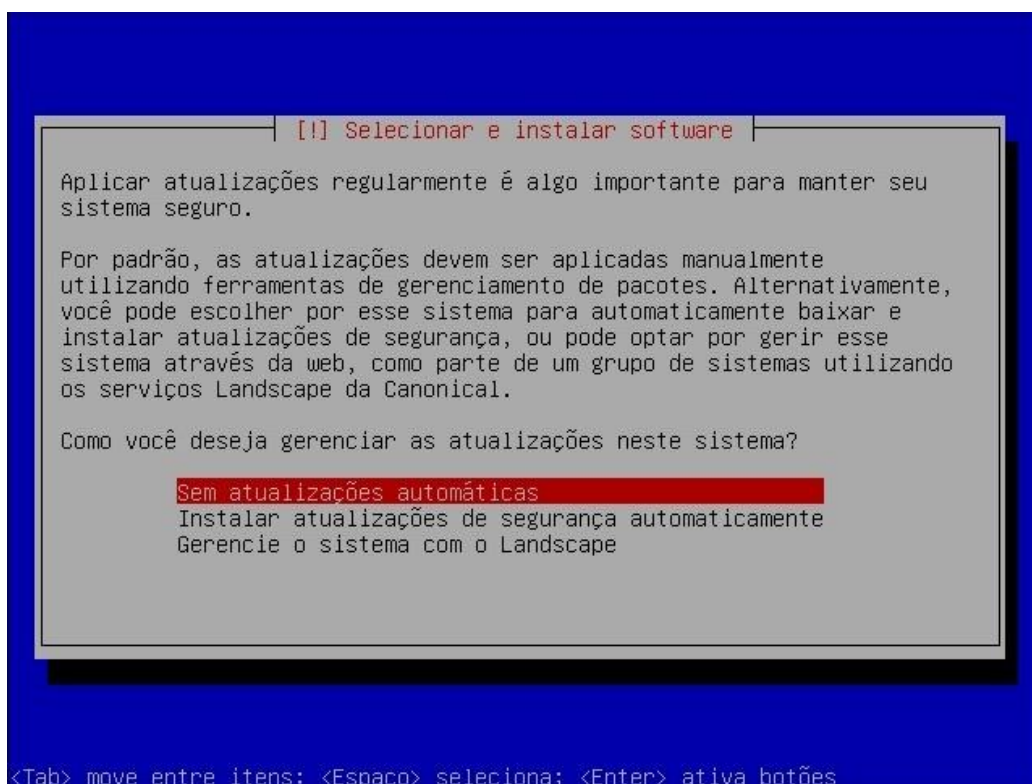 [!] Selecionar e instalar software
Aplicar atualizações regularmente é algo importante para manter seu
sistema seguro.
Por padrão, as atualizações devem ser aplicadas manualmente
utilizando ferramentas de gerenciamento de pacotes. Alternativamente,
você pode escolher por esse sistema para automaticamente baixar e
instalar atualizações de segurança, ou pode optar por gerir esse
sistema através da web, como parte de um grupo de sistemas utilizando
os serviços Landscape da Canonical.
Como você deseja gerenciar as atualizações neste sistema?
Sem atualizações automáticas
Instalar atualizações de segurança automaticamente
Gerencie o sistema com o Landscape
<Tab> move entre itens; <Espaço> seleciona; <Enter> ativa botões